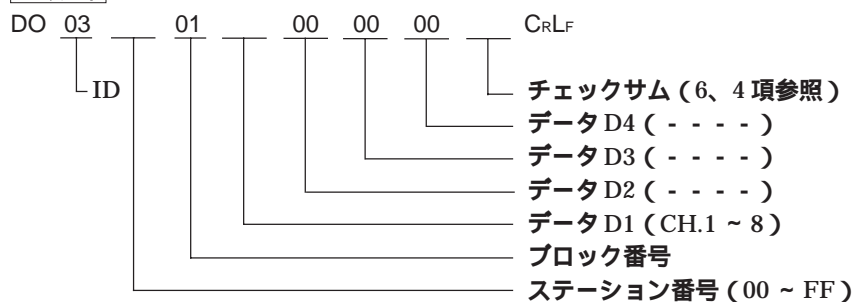 DO 03 01 00 00 00 CRLF
ID
チェックサム ( 6、4 項参照 )
データ D4 ( - - - - )
データ D3 ( - - - - )
データ D2 ( - - - - )
データ D1 ( CH.1 ~ 8 )
ブロック番号
ステーション番号 ( 00 ~ FF )